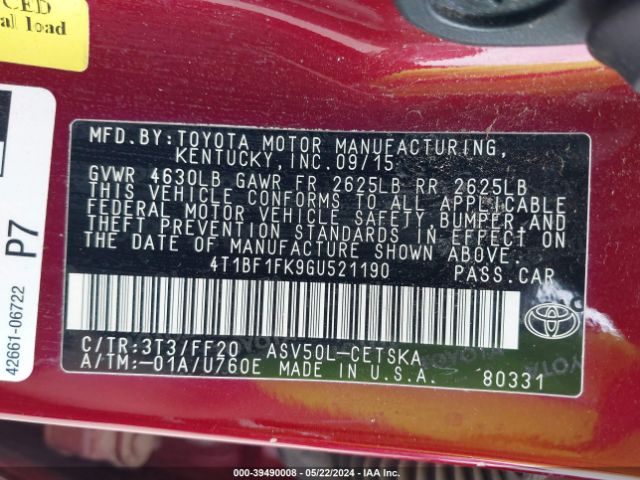 CED
al load
P7
42661-06722
MFD.BY:TOYOTA MOTOR MANUFACTURING,
KENTUCKY, INC.09/15
GVWR 4630LB GAWR FR 2625LB RR 2625LB
THIS VEHICLE CONFORMS TO ALL APPLICABLE
FEDERAL MOTOR VEHICLE SAFETY, BUMPER, AND
THEFT PREVENTION STANDARDS IN EFFECT ON
THE DATE OF MANUFACTURE SHOWN ABOVE.
4T1BF1FK9GU521190 PASS.CAR
C/TR:3T3/FF20 ASV50L-CETSKA
A/TM:-01A/U760E MADE IN U.S.A. 80331
TOYOTA
000-39490008 - 05/22/2024 - IAA Inc.